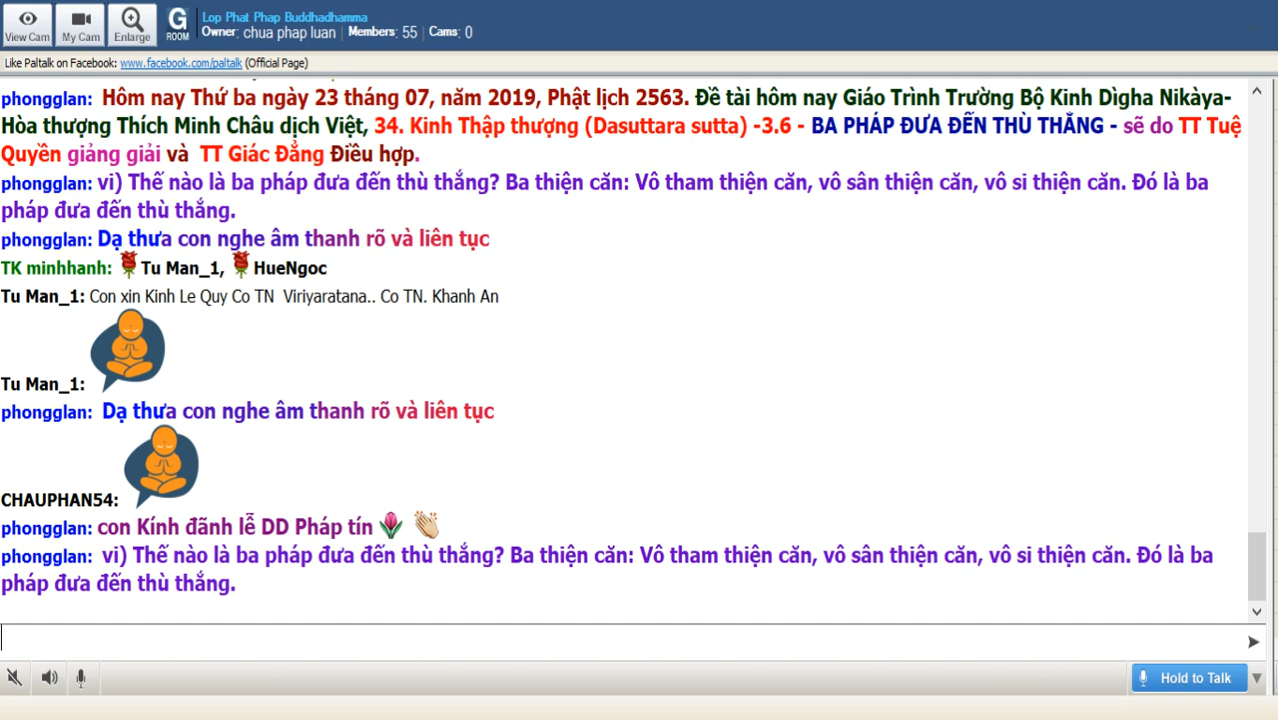 Lop Phat Phap Buddhadhamma
View Cam My Cam Enlarge G ROOM Owner: chua phap luan | Members: 55 | Cams: 0
Like Paltalk on Facebook: www.facebook.com/paltalk (Official Page)
phongglan: Hôm nay Thứ ba ngày 23 tháng 07, năm 2019, Phật lịch 2563. Đề tài hôm nay Giáo Trình Trường Bộ Kinh Dìgha Nikàya-
Hòa thượng Thích Minh Châu dịch Việt, 34. Kinh Thập thượng (Dasuttara sutta) -3.6 - BA PHÁP ĐƯA ĐẾN THÙ THẮNG - sẽ do TT Tuệ
Quyền giảng giải và TT Giác Đẳng Điều hợp.
phongglan: vi) Thế nào là ba pháp đưa đến thù thắng? Ba thiện căn: Vô tham thiện căn, vô sân thiện căn, vô si thiện căn. Đó là ba
pháp đưa đến thù thắng.
phongglan: Dạ thưa con nghe âm thanh rõ và liên tục
TK minhhanh: Tu Man_1, HueNgoc
Tu Man_1: Con xin Kinh Le Quy Co TN Viriyaratana.. Co TN. Khanh An
Tu Man_1:
phongglan: Dạ thưa con nghe âm thanh rõ và liên tục
CHAUPHAN54:
phongglan: con Kính đãnh lễ DD Pháp tín
phongglan: vi) Thế nào là ba pháp đưa đến thù thắng? Ba thiện căn: Vô tham thiện căn, vô sân thiện căn, vô si thiện căn. Đó là ba
pháp đưa đến thù thắng.
Hold to Talk